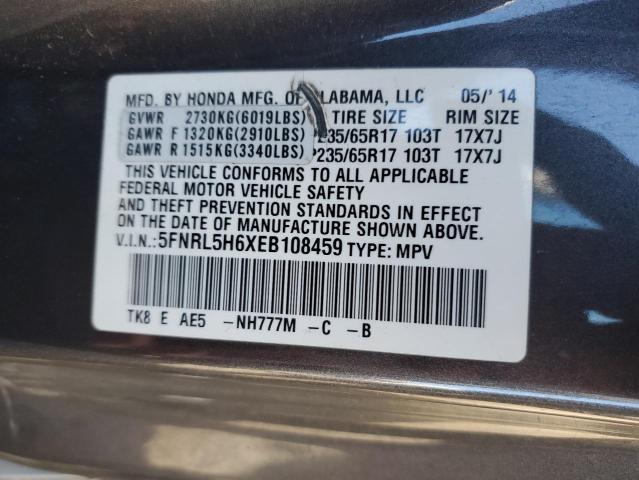 MFD. BY HONDA MFG. OF ALABAMA, LLC 05/'14
GVWR 2730KG(6019LBS) TIRE SIZE RIM SIZE
GAWR F 1320KG(2910LBS) P235/65R17 103T 17X7J
GAWR R 1515KG(3340LBS) P235/65R17 103T 17X7J
THIS VEHICLE CONFORMS TO ALL APPLICABLE
FEDERAL MOTOR VEHICLE SAFETY
AND THEFT PREVENTION STANDARDS IN EFFECT
ON THE DATE OF MANUFACTURE SHOWN ABOVE.
V.I.N.:5FNRL5H6XEB108459 TYPE: MPV
TK8 E AE5 -NH777M -C -B